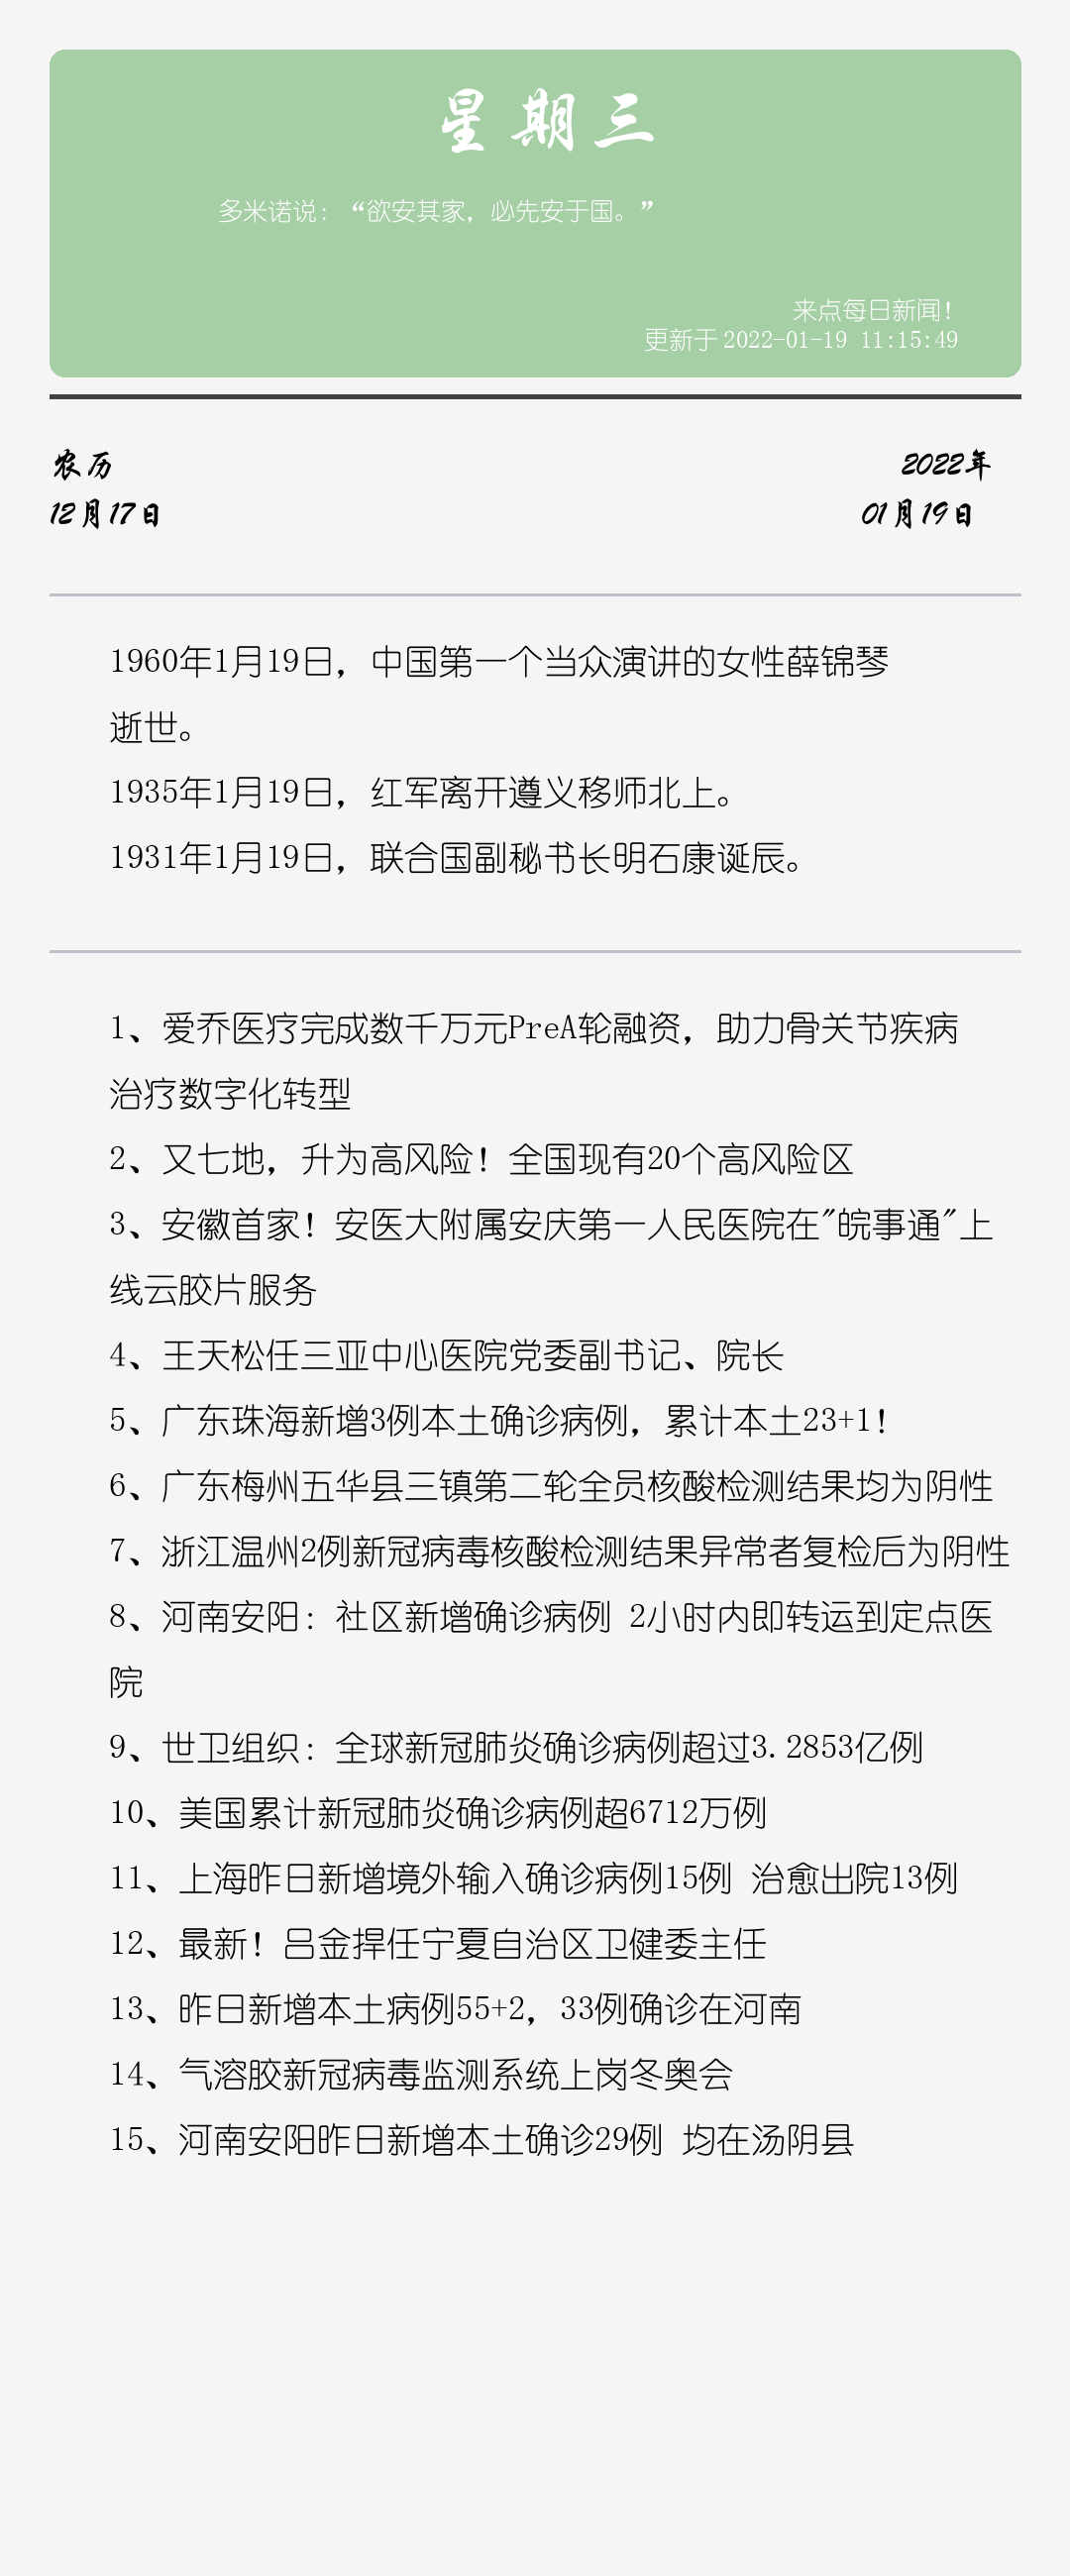 星期三
多米诺说：“欲安其家，必先安于国。”
来点每日新闻！
更新于2022-01-19 11:15:49
农历
2022年
12月17日
01月19日
1960年1月19日，中国第一个当众演讲的女性薛锦琴
逝世。
1935年1月19日，红军离开遵义移师北上。
1931年1月19日，联合国副秘书长明石康诞辰。
1、爱乔医疗完成数千万元PreA轮融资，助力骨关节疾病
治疗数字化转型
2、又七地，升为高风险！全国现有20个高风险区
3、安徽首家！安医大附属安庆第一人民医院在"皖事通"上
线云胶片服务
4、王天松任三亚中心医院党委副书记、院长
5、广东珠海新增3例本土确诊病例，累计本土23+1！
6、广东梅州五华县三镇第二轮全员核酸检测结果均为阴性
7、浙江温州2例新冠病毒核酸检测结果异常者复检后为阴性
8、河南安阳：社区新增确诊病例 2小时内即转运到定点医
院
9、世卫组织：全球新冠肺炎确诊病例超过3.2853亿例
10、美国累计新冠肺炎确诊病例超6712万例
11、上海昨日新增境外输入确诊病例15例 治愈出院13例
12、最新！吕金捍任宁夏自治区卫健委主任
13、昨日新增本土病例55+2，33例确诊在河南
14、气溶胶新冠病毒监测系统上岗冬奥会
15、河南安阳昨日新增本土确诊29例 均在汤阴县